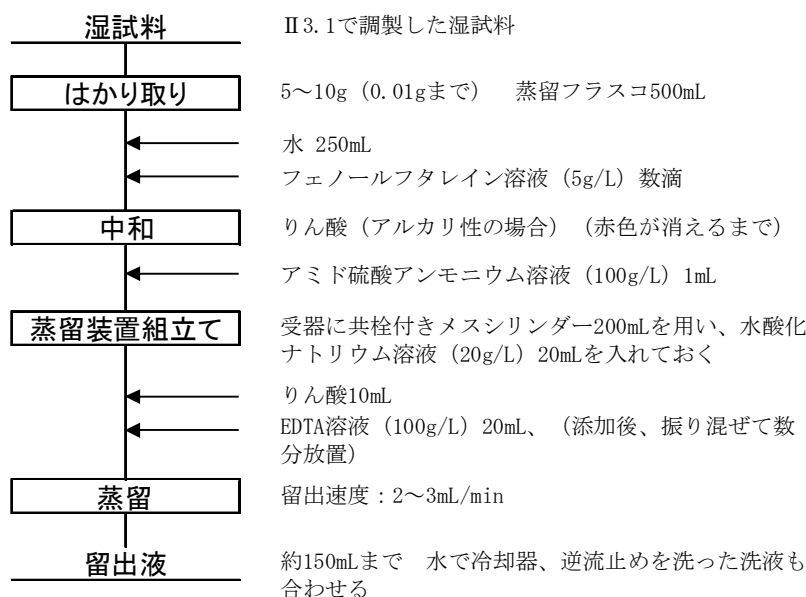 湿試料
Ⅱ3.1で調製した湿試料
はかり取り
5～10g (0.01gまで)　蒸留フラスコ500mL
水 250mL
フェノールフタレイン溶液 (5g/L) 数滴
中和
りん酸 (アルカリ性の場合) (赤色が消えるまで)
アミド硫酸アンモニウム溶液 (100g/L) 1mL
蒸留装置組立て
受器に共栓付きメスシリンダー200mLを用い、水酸化
ナトリウム溶液 (20g/L) 20mLを入れておく
りん酸10mL
EDTA溶液 (100g/L) 20mL、 (添加後、振り混ぜて数
分放置)
蒸留
留出速度：2～3mL/min
留出液
約150mLまで　水で冷却器、逆流止めを洗った洗液も
合わせる